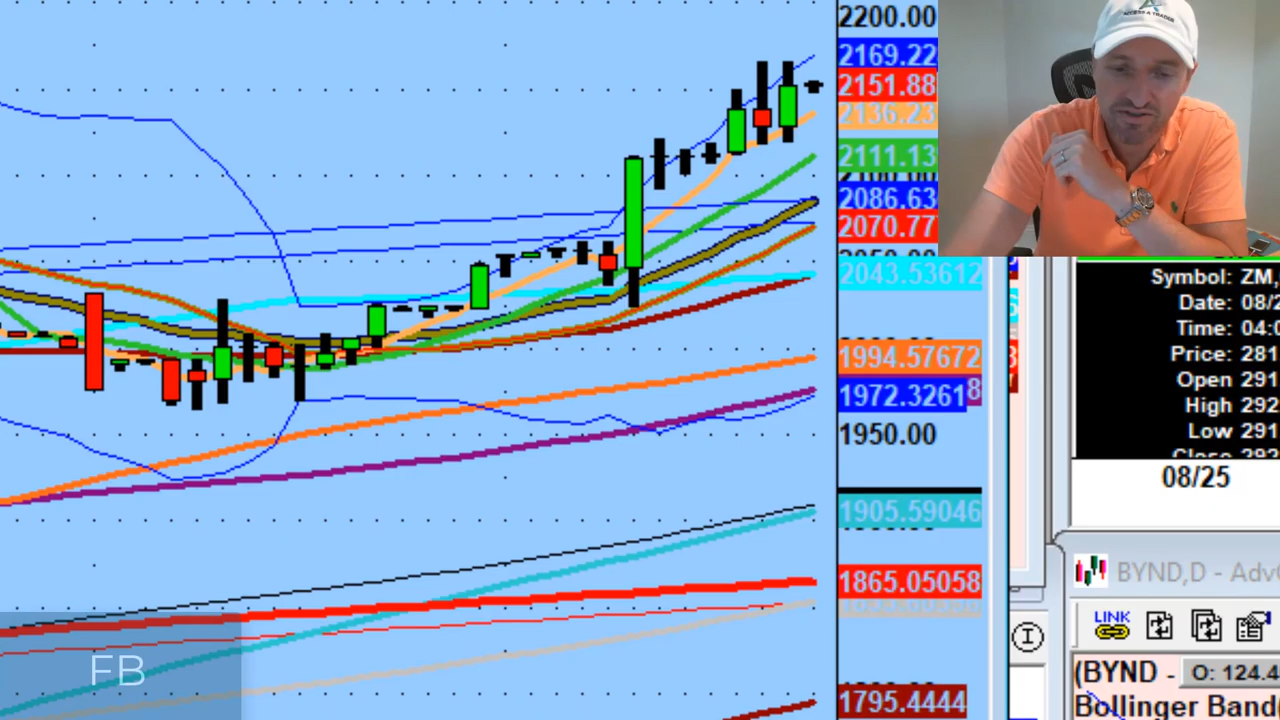 2200.00
2169.22
2151.88
2136.23
2111.13
2086.63
2070.77
2043.53612
1994.57672
1972.3261
1950.00
1905.59046
1865.05058
1795.4444
FB
Symbol: ZM,
Date: 08/2
Time: 04:0
Price: 281
Open 291
High 292
Low 291
Close 292
08/25
BYND,D - Adv
LINK
(BYND - O: 124.4
Bollinger Band(